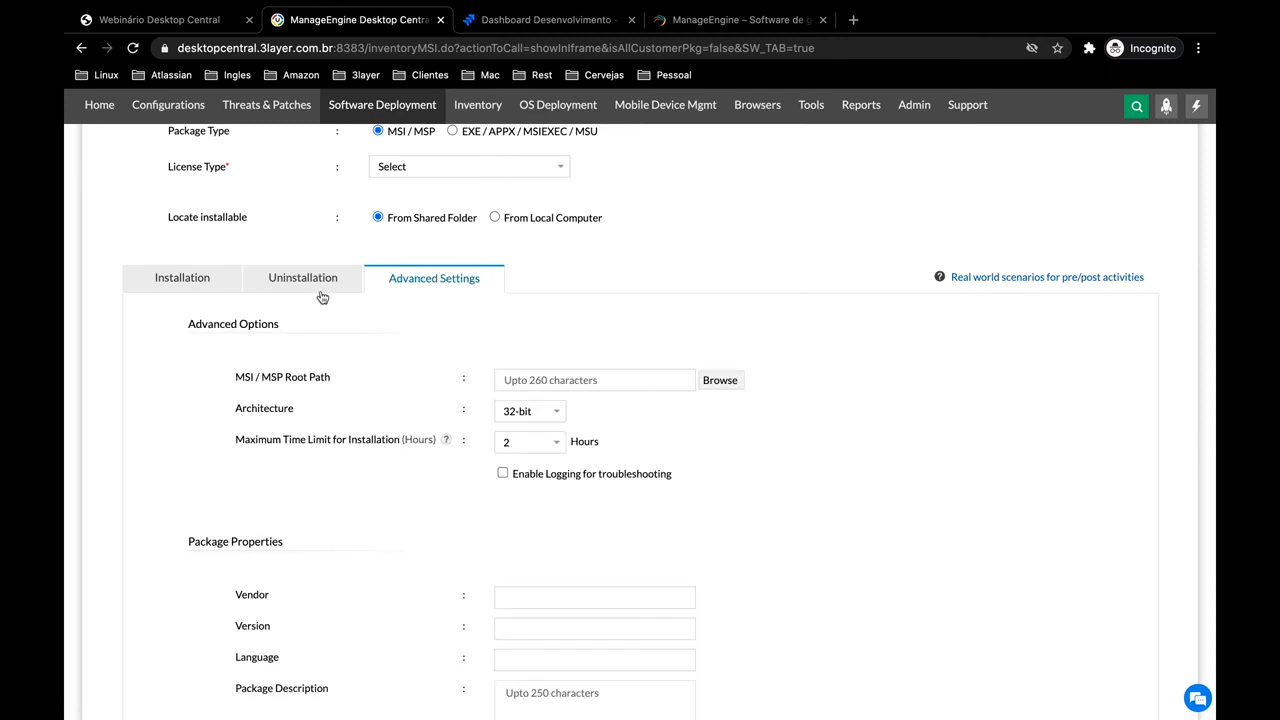 Webinário Desktop Central
ManageEngine Desktop Centra
Dashboard Desenvolvimento -
ManageEngine – Software de g
desktopcentral.3layer.com.br:8383/inventoryMSI.do?actionToCall=showInIframe&isAllCustomerPkg=false&SW_TAB=true
Incognito
Linux Atlassian Ingles Amazon 3layer Clientes Mac Rest Cervejas Pessoal
Home Configurations Threats & Patches Software Deployment Inventory OS Deployment Mobile Device Mgmt Browsers Tools Reports Admin Support
Package Type : MSI / MSP EXE / APPX / MSIEXEC / MSU
License Type* : Select
Locate installable : From Shared Folder From Local Computer
Installation Uninstallation Advanced Settings ? Real world scenarios for pre/post activities
Advanced Options
MSI / MSP Root Path : Upto 260 characters Browse
Architecture : 32-bit
Maximum Time Limit for Installation (Hours) ? : 2 Hours
Enable Logging for troubleshooting
Package Properties
Vendor :
Version :
Language :
Package Description : Upto 250 characters